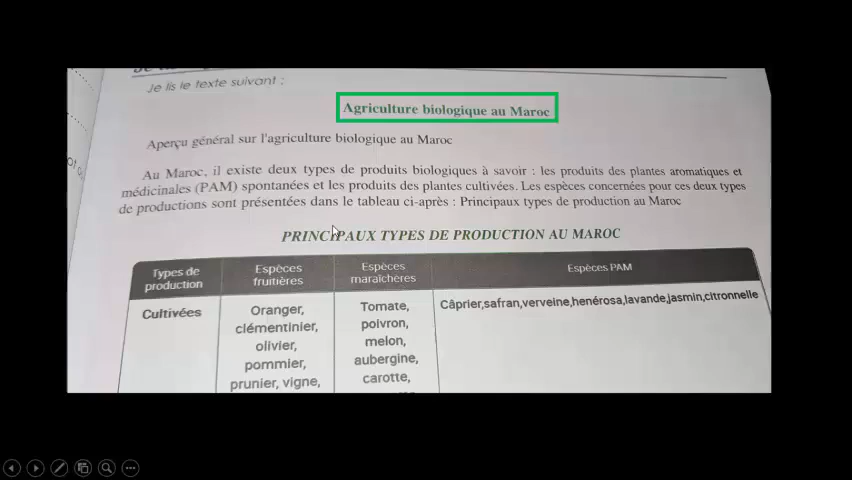 Je lis le texte suivant :
Agriculture biologique au Maroc
Aperçu général sur l'agriculture biologique au Maroc
Au Maroc, il existe deux types de produits biologiques à savoir : les produits des plantes aromatiques et
médicinales (PAM) spontanées et les produits des plantes cultivées. Les espèces concernées pour ces deux types
de productions sont présentées dans le tableau ci-après : Principaux types de production au Maroc
PRINCIPAUX TYPES DE PRODUCTION AU MAROC
Types de
production
Espèces
fruitières
Espèces
maraîchères
Espèces PAM
Cultivées
Oranger,
clémentinier,
olivier,
pommier,
prunier, vigne,
Tomate,
poivron,
melon,
aubergine,
carotte,
Câprier,safran,verveine,henérosa,lavande,jasmin,citronnelle